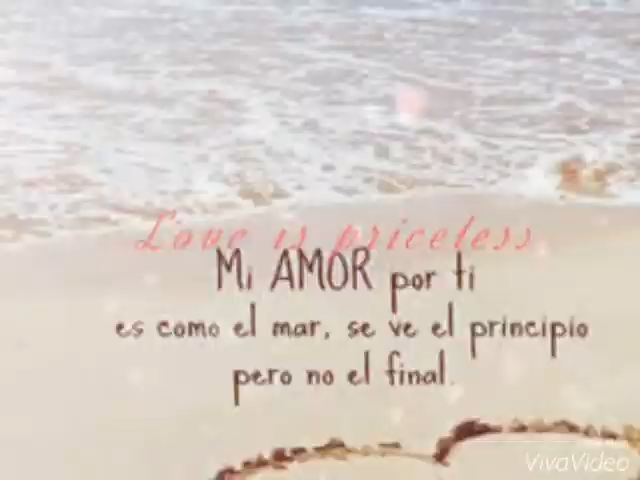 Love is priceless
Mi AMOR por ti
es como el mar, se ve el principio
pero no el final.
VivaVideo